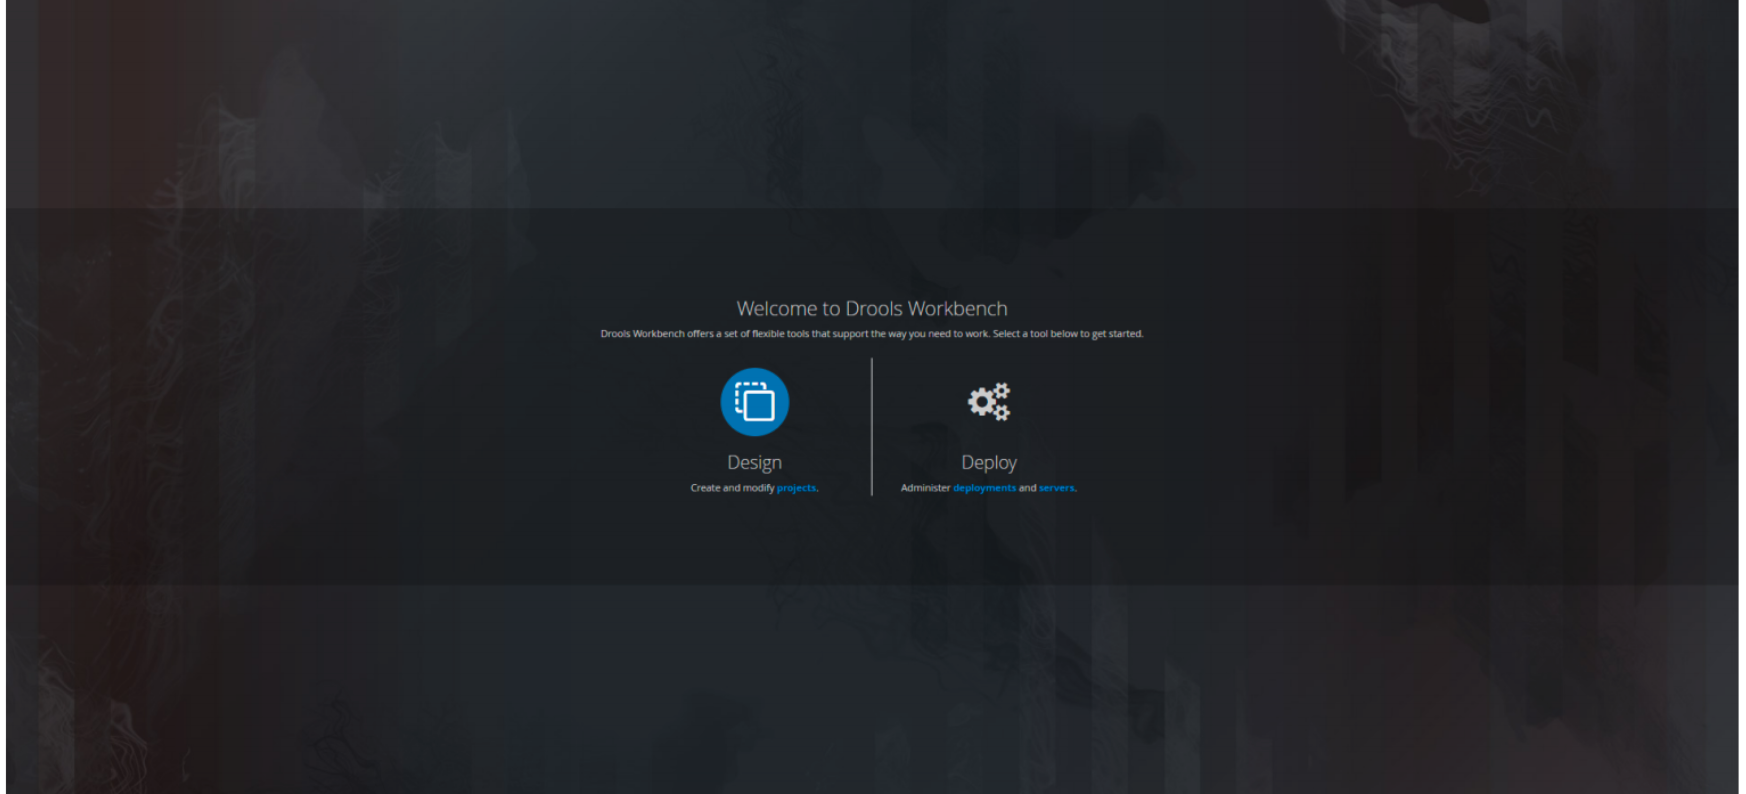 Welcome to Drools Workbench
Drools Workbench offers a set of flexible tools that support the way you need to work. Select a tool below to get started.
Design
Create and modify projects.
Deploy
Administer deployments and servers.